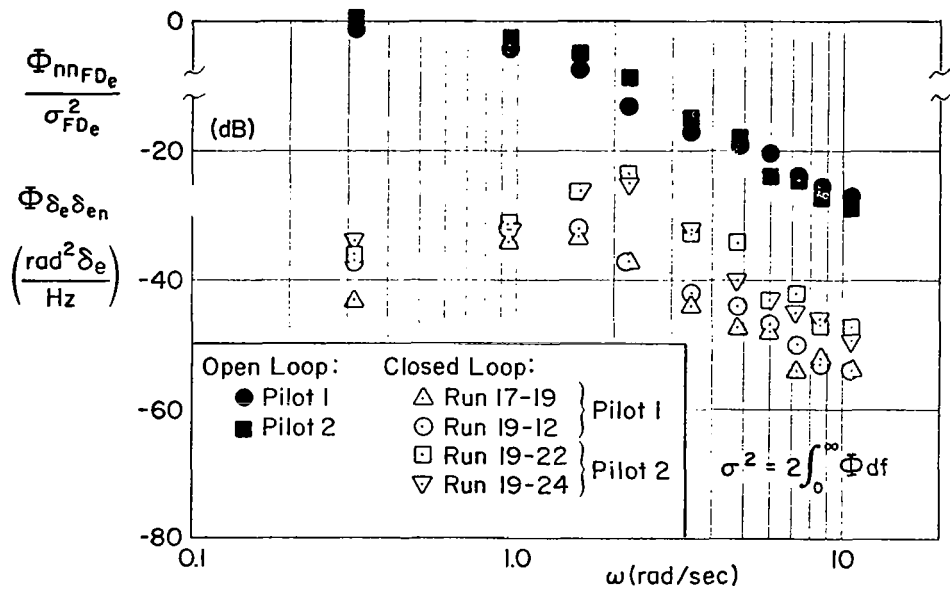 0
-20
-40
-60
-80
Φnn_FDe
σ²_FDe
(dB)
Φδeδen
(rad²δe
Hz)
Open Loop:
Pilot 1
Pilot 2
Closed Loop:
Run 17-19
Run 19-12
Pilot 1
Run 19-22
Run 19-24
Pilot 2
σ² = 2∫₀^∞ Φdf
0.1
1.0
10
ω(rad/sec)